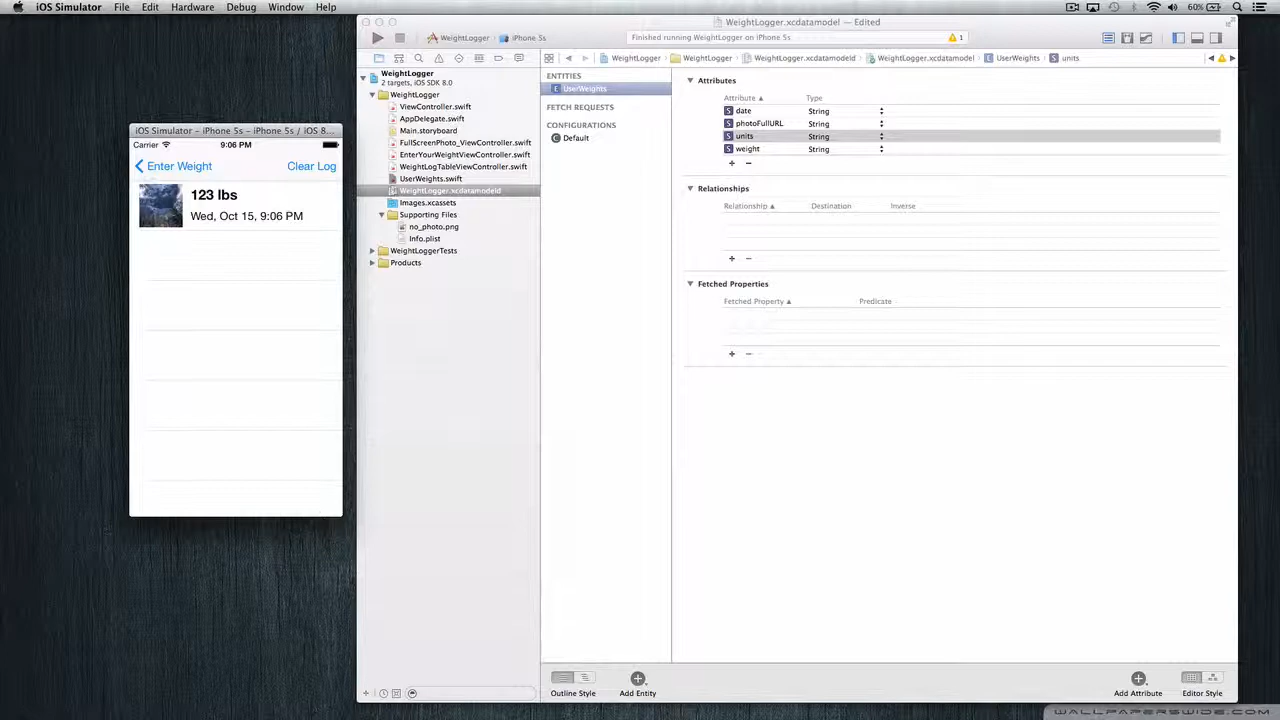 iOS Simulator File Edit Hardware Debug Window Help
60%
WeightLogger.xcdatamodel — Edited
WeightLogger iPhone 5s
Finished running WeightLogger on iPhone 5s
1
WeightLogger WeightLogger WeightLogger.xcdatamodeld WeightLogger.xcdatamodel UserWeights units
iOS Simulator – iPhone 5s – iPhone 5s / iOS 8...
Carrier 9:06 PM
Enter Weight Clear Log
123 lbs
Wed, Oct 15, 9:06 PM
WeightLogger
2 targets, iOS SDK 8.0
WeightLogger
ViewController.swift
AppDelegate.swift
Main.storyboard
FullScreenPhoto_ViewController.swift
EnterYourWeightViewController.swift
WeightLogTableViewController.swift
UserWeights.swift
WeightLogger.xcdatamodeld
Images.xcassets
Supporting Files
no_photo.png
Info.plist
WeightLoggerTests
Products
ENTITIES
E UserWeights
FETCH REQUESTS
CONFIGURATIONS
C Default
Attributes
Attribute Type
S date String
S photoFullURL String
S units String
S weight String
+ −
Relationships
Relationship Destination Inverse
+ −
Fetched Properties
Fetched Property Predicate
+ −
Outline Style Add Entity Add Attribute Editor Style
WALLPAPERSWIDE.COM